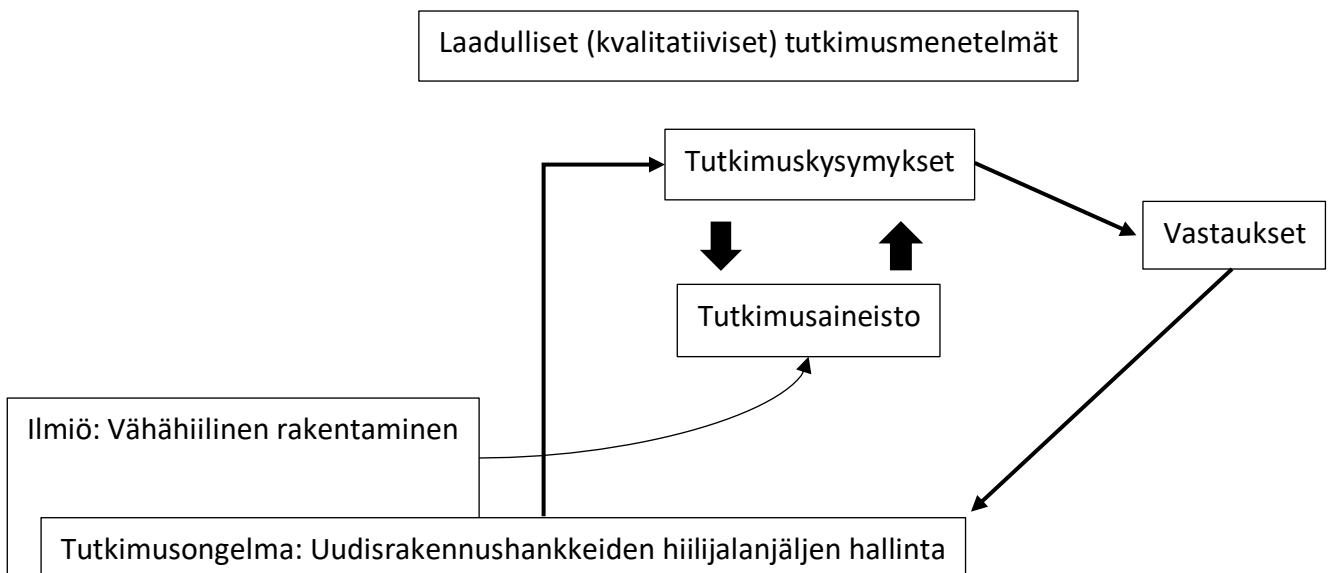 Laadulliset (kvalitatiiviset) tutkimusmenetelmät
Tutkimuskysymykset
Vastaukset
Tutkimusaineisto
Ilmiö: Vähähiilinen rakentaminen
Tutkimusongelma: Uudisrakennushankkeiden hiilijalanjäljen hallinta